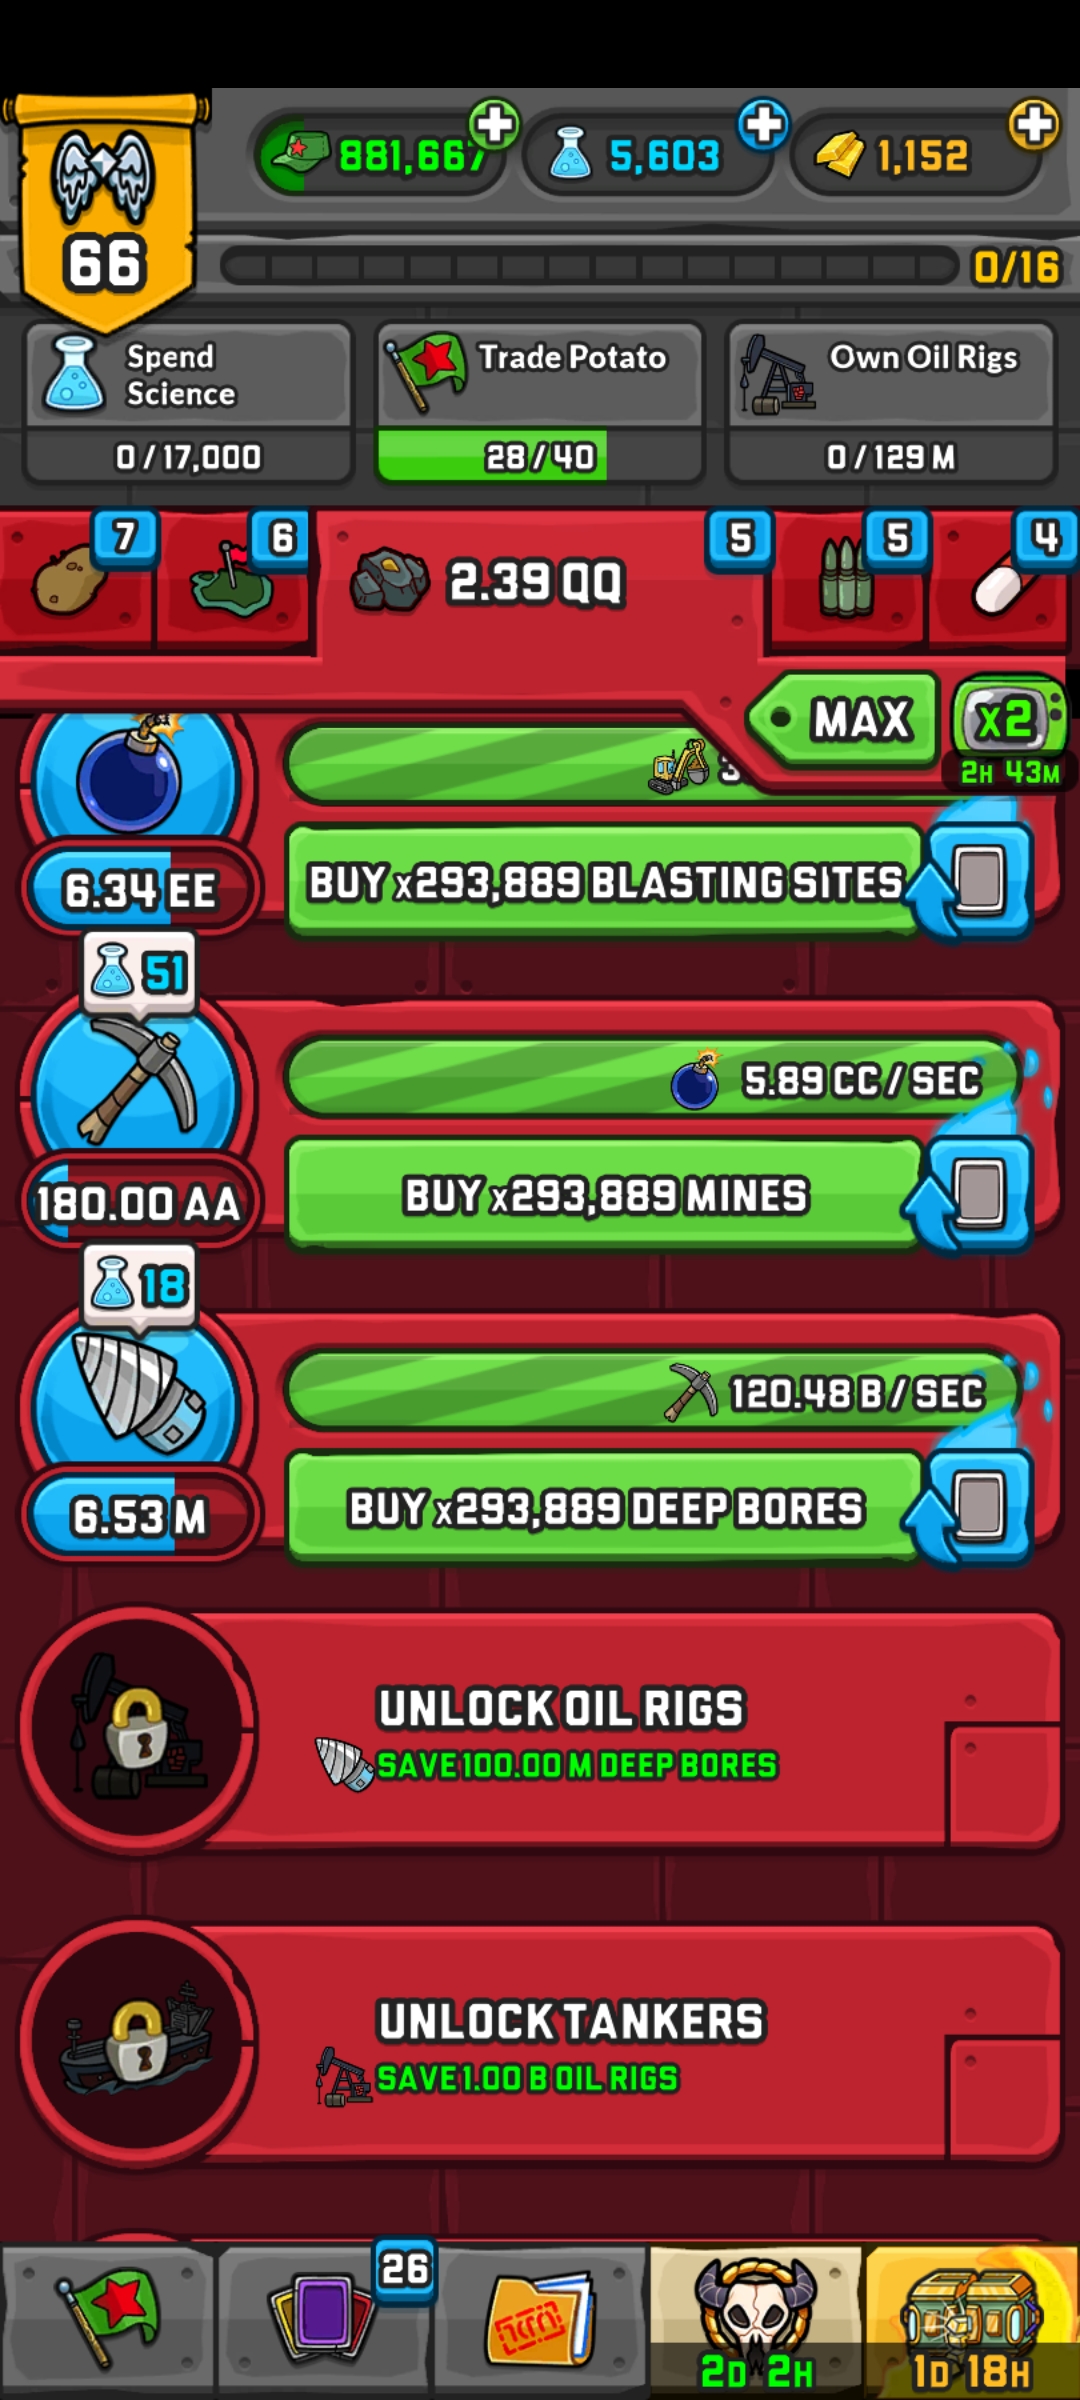 881,667
5,603
1,152
66
0/16
Spend
Science
Trade Potato
Own Oil Rigs
0/17,000
28/40
0/129 M
7
6
2.39 QQ
5
5
4
MAX
x2
2H 43M
6.34 EE
BUY x293,889 BLASTING SITES
51
5.89 CC/SEC
180.00 AA
BUY x293,889 MINES
18
120.48 B/SEC
6.53 M
BUY x293,889 DEEP BORES
UNLOCK OIL RIGS
SAVE 100.00 M DEEP BORES
UNLOCK TANKERS
SAVE 1.00 B OIL RIGS
26
2D 2H
1D 18H